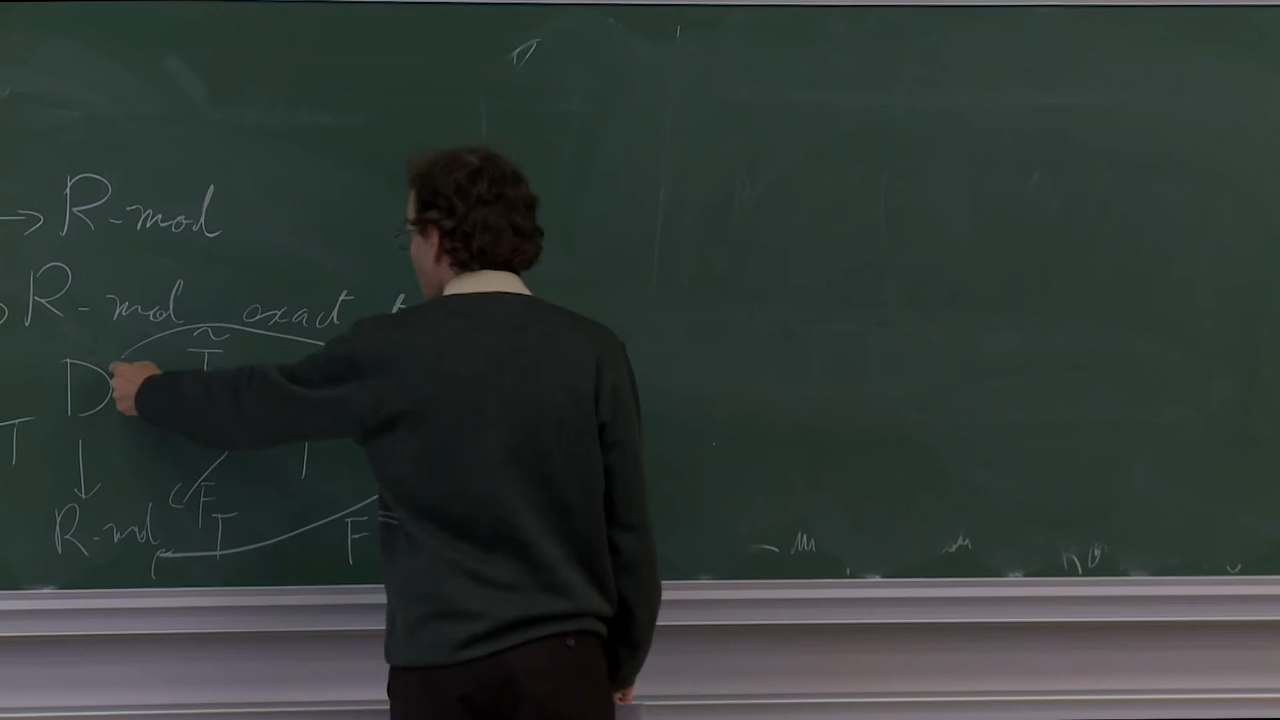 → R-mod
R-mod exact
~
T
D
T
↓
R-mod F
T F